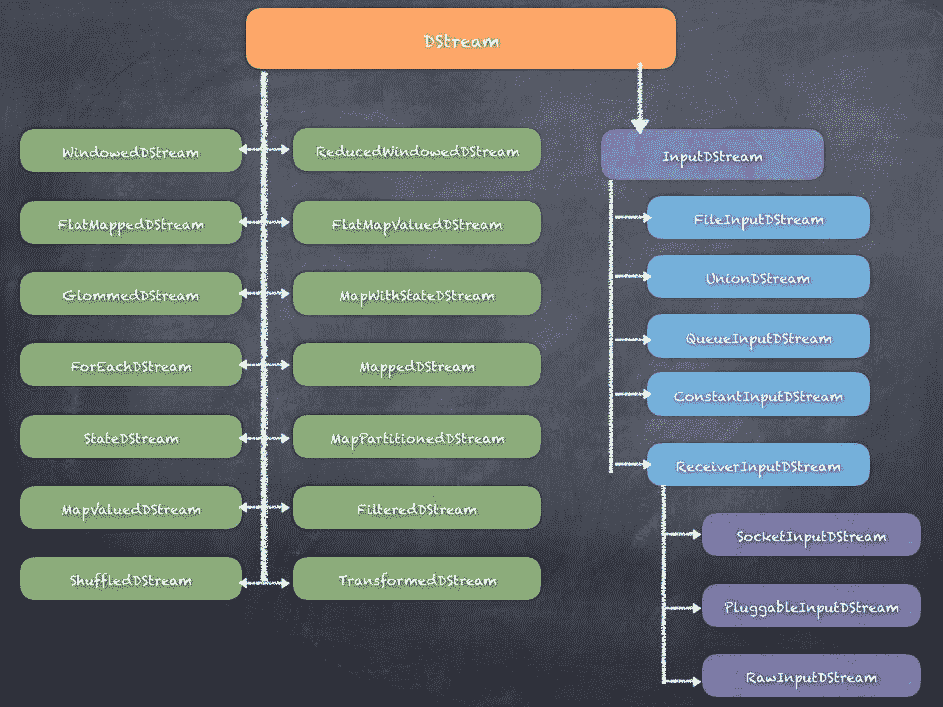 DStream
WindowedDStream
ReducedWindowedDStream
FlatMappedDStream
FlatMapValuedDStream
GlommedDStream
MapWithStateDStream
ForEachDStream
MappedDStream
StateDStream
MapPartitionedDStream
MapValuedDStream
FilteredDStream
ShuffledDStream
TransformedDStream
InputDStream
FileInputDStream
UnionDStream
QueueInputDStream
ConstantInputDStream
ReceiverInputDStream
SocketInputDStream
PluggableInputDStream
RawInputDStream